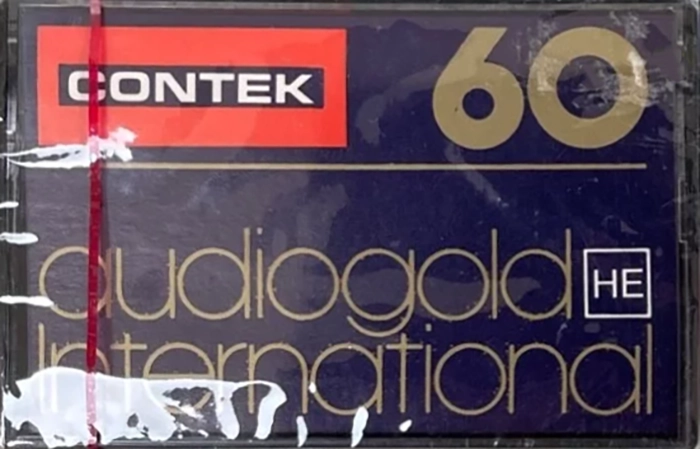 CONTEK 60
audiogold HE
International